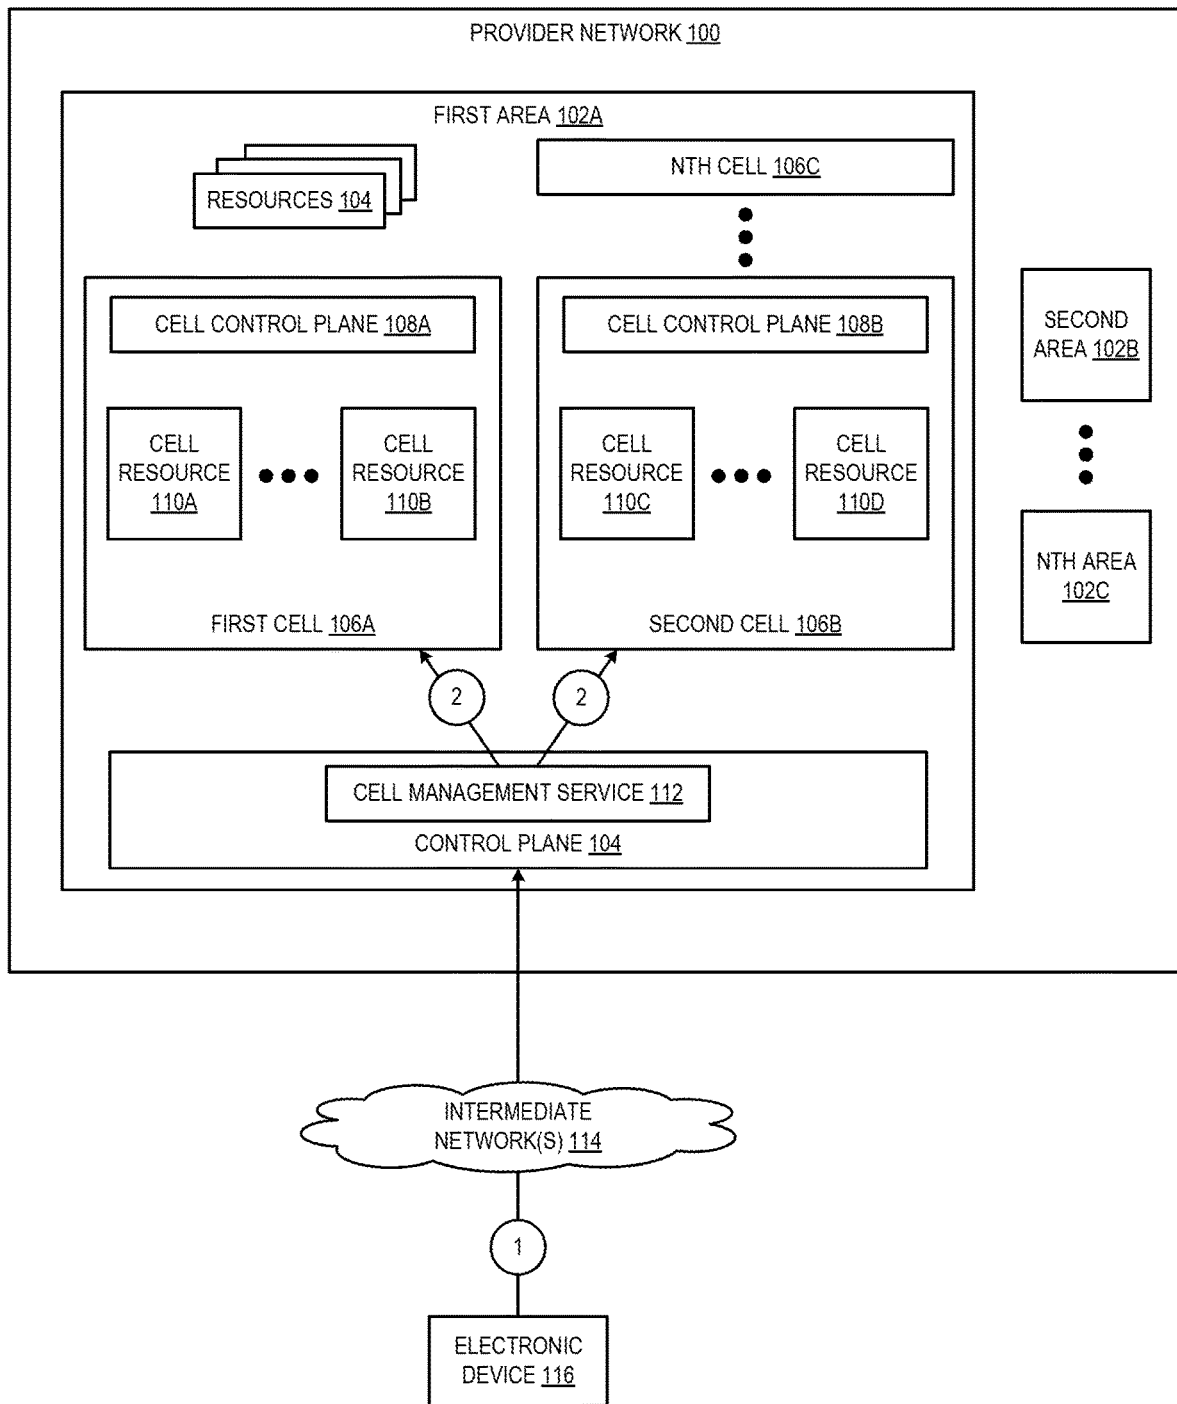 PROVIDER NETWORK 100
FIRST AREA 102A
RESOURCES 104
NTH CELL 106C
CELL CONTROL PLANE 108A
CELL RESOURCE 110A
CELL RESOURCE 110B
FIRST CELL 106A
CELL CONTROL PLANE 108B
CELL RESOURCE 110C
CELL RESOURCE 110D
SECOND CELL 106B
SECOND AREA 102B
NTH AREA 102C
2
2
CELL MANAGEMENT SERVICE 112
CONTROL PLANE 104
INTERMEDIATE
NETWORK(S) 114
1
ELECTRONIC
DEVICE 116